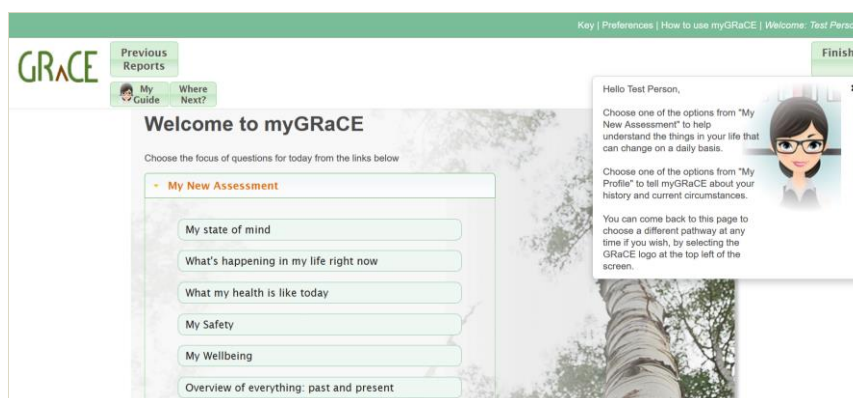 Key | Preferences | How to use myGRaCE | Welcome: Test Perso
GRaCE
Previous
Reports
Finish
My
Guide
Where
Next?
Welcome to myGRaCE
Choose the focus of questions for today from the links below
My New Assessment
My state of mind
What's happening in my life right now
What my health is like today
My Safety
My Wellbeing
Overview of everything: past and present
Hello Test Person,
Choose one of the options from "My
New Assessment" to help
understand the things in your life that
can change on a daily basis.
Choose one of the options from "My
Profile" to tell myGRaCE about your
history and current circumstances.
You can come back to this page to
choose a different pathway at any
time if you wish, by selecting the
GRaCE logo at the top left of the
screen.